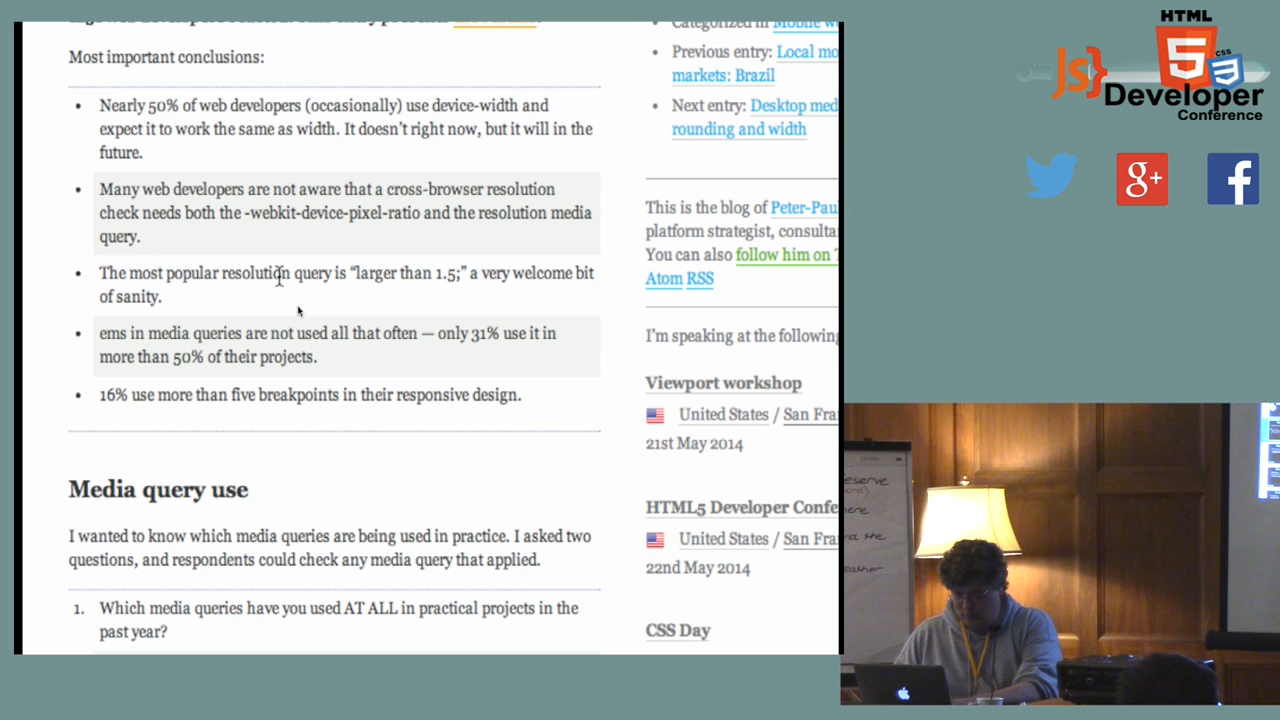 Most important conclusions:
• Nearly 50% of web developers (occasionally) use device-width and
expect it to work the same as width. It doesn't right now, but it will in the
future.
• Many web developers are not aware that a cross-browser resolution
check needs both the -webkit-device-pixel-ratio and the resolution media
query.
• The most popular resolution query is “larger than 1.5;” a very welcome bit
of sanity.
• ems in media queries are not used all that often — only 31% use it in
more than 50% of their projects.
• 16% use more than five breakpoints in their responsive design.
Media query use
I wanted to know which media queries are being used in practice. I asked two
questions, and respondents could check any media query that applied.
1. Which media queries have you used AT ALL in practical projects in the
past year?
• Categorized in Mobile
• Previous entry: Local mo
markets: Brazil
• Next entry: Desktop med
rounding and width
This is the blog of Peter-Pau
platform strategist, consulta
You can also follow him on T
Atom RSS
I'm speaking at the following
Viewport workshop
United States / San Fra
21st May 2014
HTML5 Developer Confe
United States / San Fra
22nd May 2014
CSS Day
HTML
JS} 5 CSS 3
Developer
Conference
g+
f
eserve
here
eather